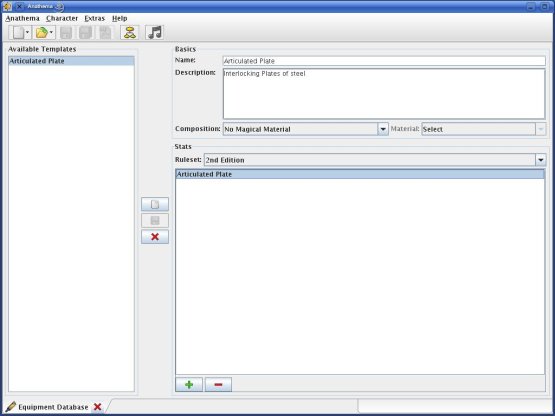 Anathema
Anathema Character Extras Help
Available Templates
Articulated Plate
Basics
Name: Articulated Plate
Description: Interlocking Plates of steel
Composition: No Magical Material Material: Select
Stats
Ruleset: 2nd Edition
Articulated Plate
Equipment Database